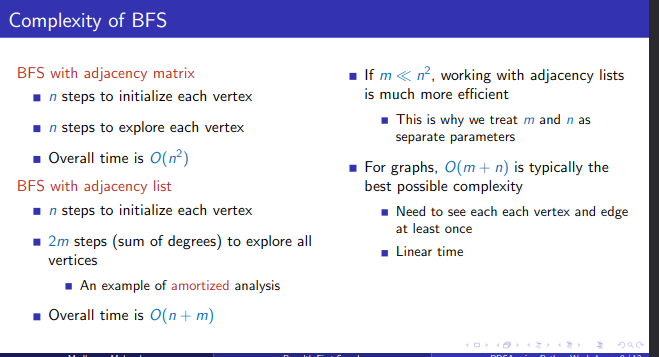 Complexity of BFS
BFS with adjacency matrix
n steps to initialize each vertex
n steps to explore each vertex
Overall time is O(n²)
BFS with adjacency list
n steps to initialize each vertex
2m steps (sum of degrees) to explore all
vertices
An example of amortized analysis
Overall time is O(n + m)
If m ≪ n², working with adjacency lists
is much more efficient
This is why we treat m and n as
separate parameters
For graphs, O(m + n) is typically the
best possible complexity
Need to see each each vertex and edge
at least once
Linear time